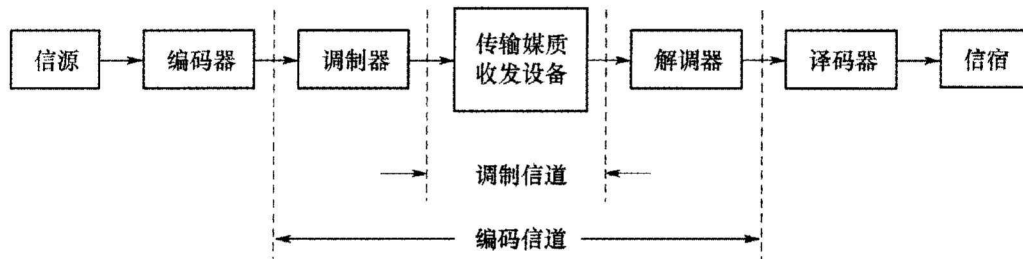 信源
编码器
调制器
传输媒质
收发设备
解调器
译码器
信宿
调制信道
编码信道